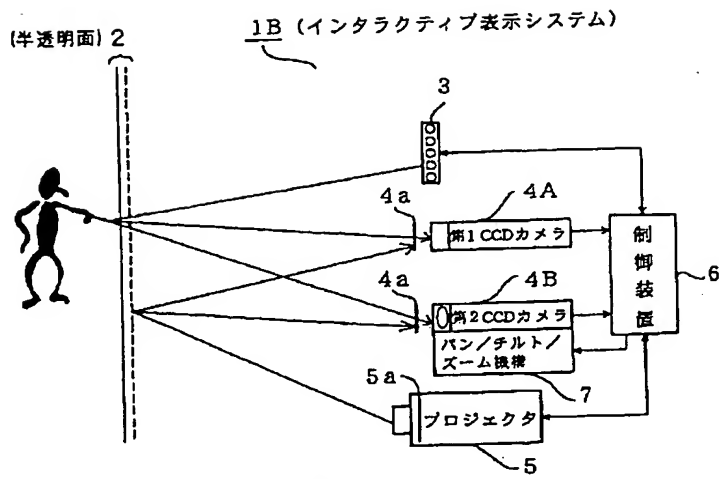 1B (インタラクティブ表示システム)
(半透明面) 2
3
4a
4A
第1CCDカメラ
制御装置
6
4a
4B
第2CCDカメラ
パン/チルト/
ズーム機構
7
5a
プロジェクタ
5